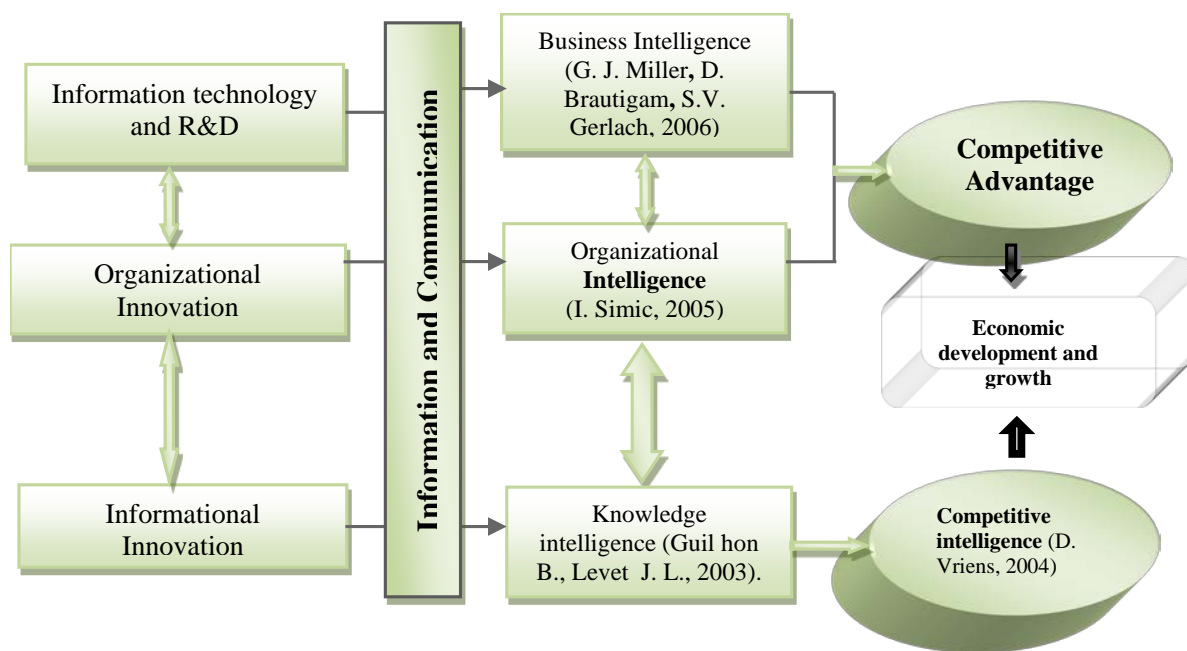 Information technology
and R&D
Organizational
Innovation
Informational
Innovation
Information and Communication
Business Intelligence
(G. J. Miller, D.
Brautigam, S.V.
Gerlach, 2006)
Organizational
Intelligence
(I. Simic, 2005)
Knowledge
intelligence (Guil hon
B., Levet J. L., 2003).
Competitive
Advantage
Economic
development and
growth
Competitive
intelligence (D.
Vriens, 2004)